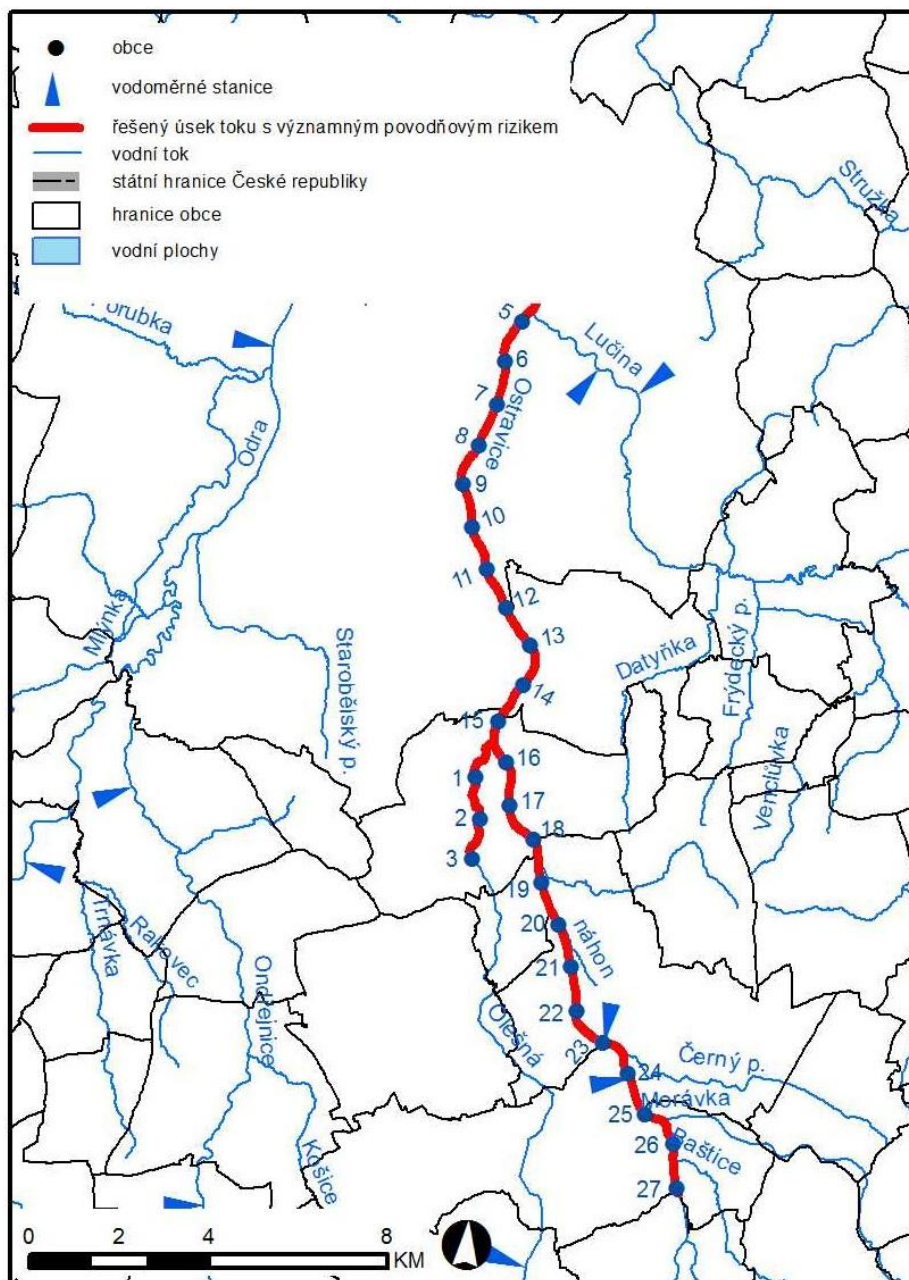 obce
vodoměrné stanice
řešený úsek toku s významným povodňovým rizikem
vodní tok
státní hranice České republiky
hranice obce
vodní plochy
Stružka
5
Lučina
6
Ostravice
7
8
Odra
9
10
11
12
Mlýnka
13
Starobělský p.
Datyňka
Frýdecký p.
14
15
16
1
17
Venclůvka
2
18
3
19
Trnávka
Rakovec
20
náhon
Ondřejnice
21
22
Olešná
23
24
Černý p.
Morávka
25
26
Baštice
Košice
27
0 2 4 8
KM